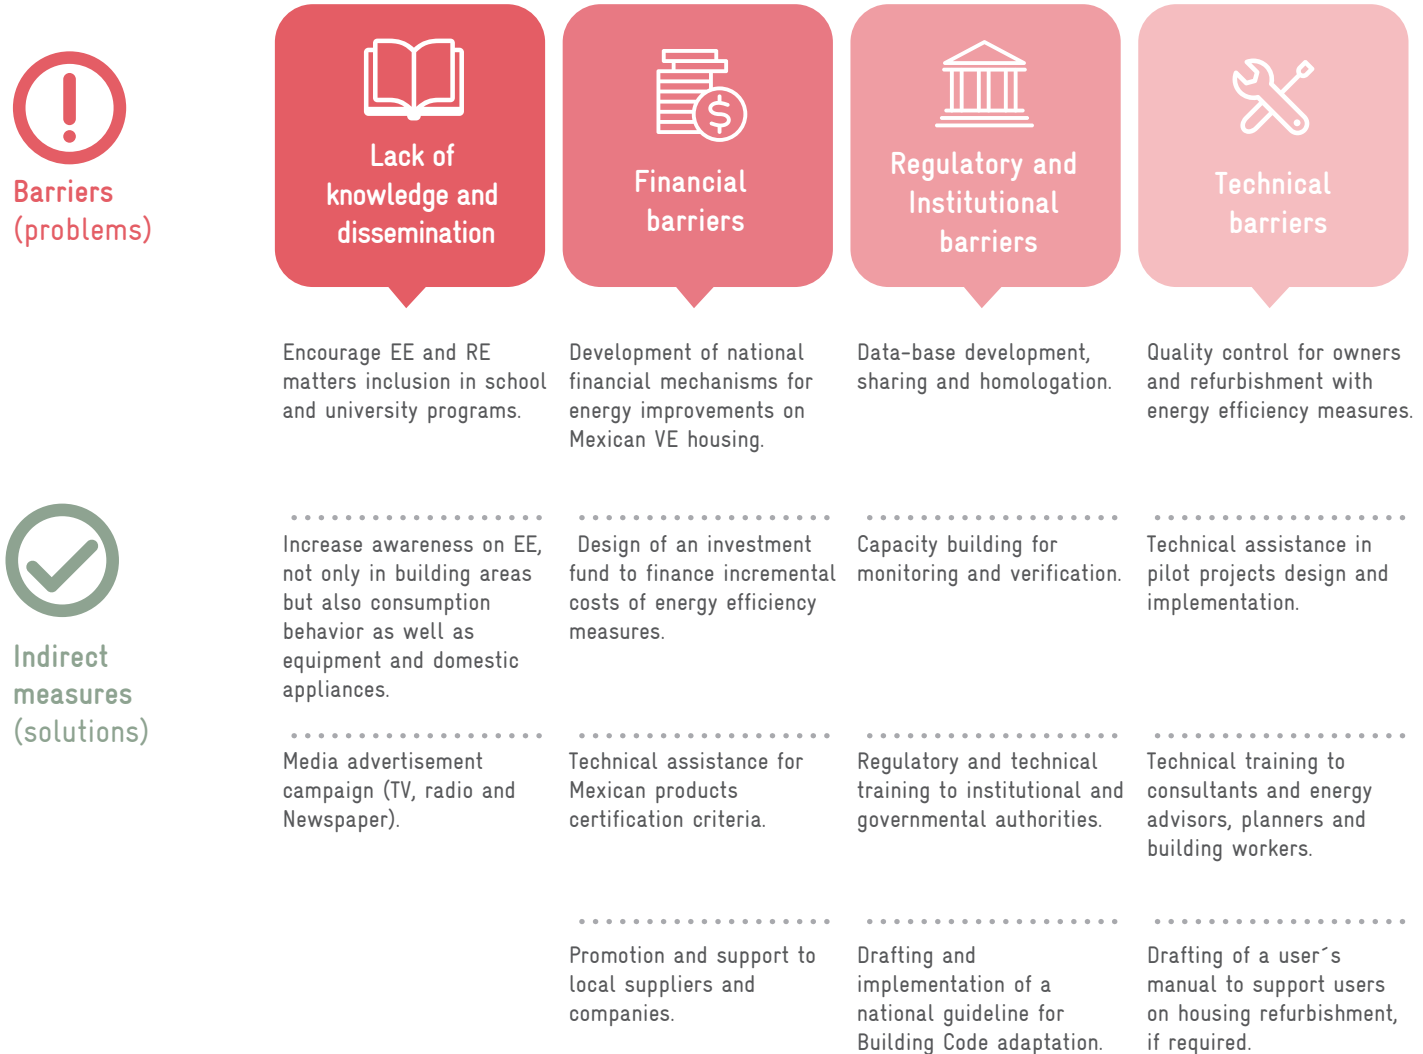 Barriers
(problems)
Lack of
knowledge and
dissemination
Financial
barriers
Regulatory and
Institutional
barriers
Technical
barriers
Indirect
measures
(solutions)
Encourage EE and RE
matters inclusion in school
and university programs.
Increase awareness on EE,
not only in building areas
but also consumption
behavior as well as
equipment and domestic
appliances.
Media advertisement
campaign (TV, radio and
Newspaper).
Development of national
financial mechanisms for
energy improvements on
Mexican VE housing.
Design of an investment
fund to finance incremental
costs of energy efficiency
measures.
Technical assistance for
Mexican products
certification criteria.
Promotion and support to
local suppliers and
companies.
Data-base development,
sharing and homologation.
Capacity building for
monitoring and verification.
Regulatory and technical
training to institutional and
governmental authorities.
Drafting and
implementation of a
national guideline for
Building Code adaptation.
Quality control for owners
and refurbishment with
energy efficiency measures.
Technical assistance in
pilot projects design and
implementation.
Technical training to
consultants and energy
advisors, planners and
building workers.
Drafting of a user´s
manual to support users
on housing refurbishment,
if required.